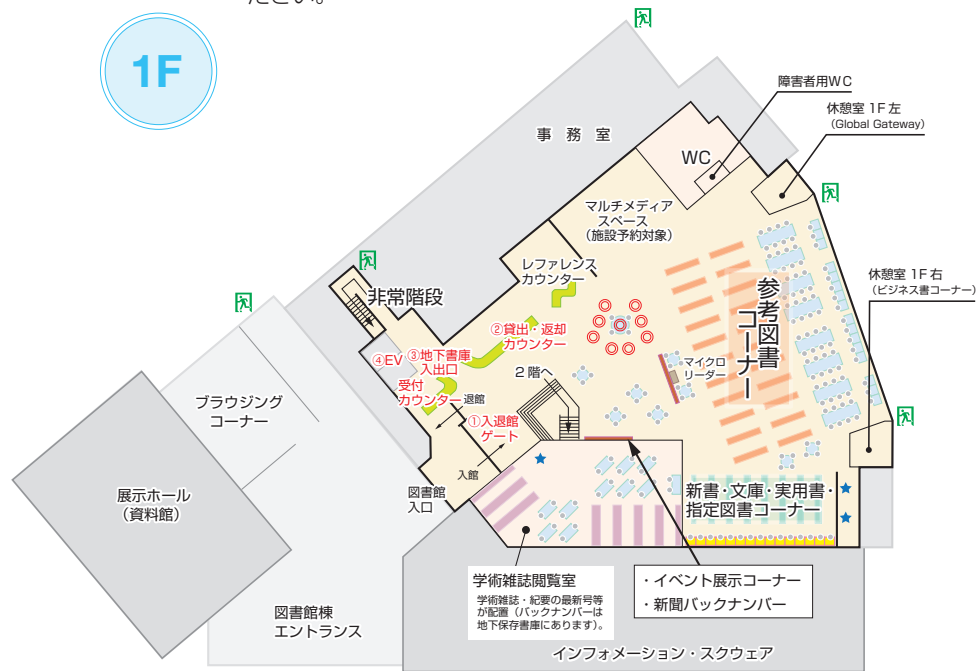 ださい。
1F
障害者用WC
休憩室 1F 左
(Global Gateway)
事 務 室
WC
マルチメディア
スペース
(施設予約対象)
レファレンス
カウンター
休憩室 1F 右
(ビジネス書コーナー)
非常階段
参考図書
コーナー
②貸出・返却
カウンター
④EV
③地下書庫
入出口
マイクロ
リーダー
2 階へ
受付
カウンター
退館
ブラウジング
コーナー
①入退館
ゲート
入館
図書館
入口
展示ホール
(資料館)
新書・文庫・実用書・
指定図書コーナー
学術雑誌閲覧室
学術雑誌・紀要の最新号等
が配置(バックナンバーは
地下保存書庫にあります)。
・イベント展示コーナー
・新聞バックナンバー
図書館棟
エントランス
インフォメーション・スクウェア